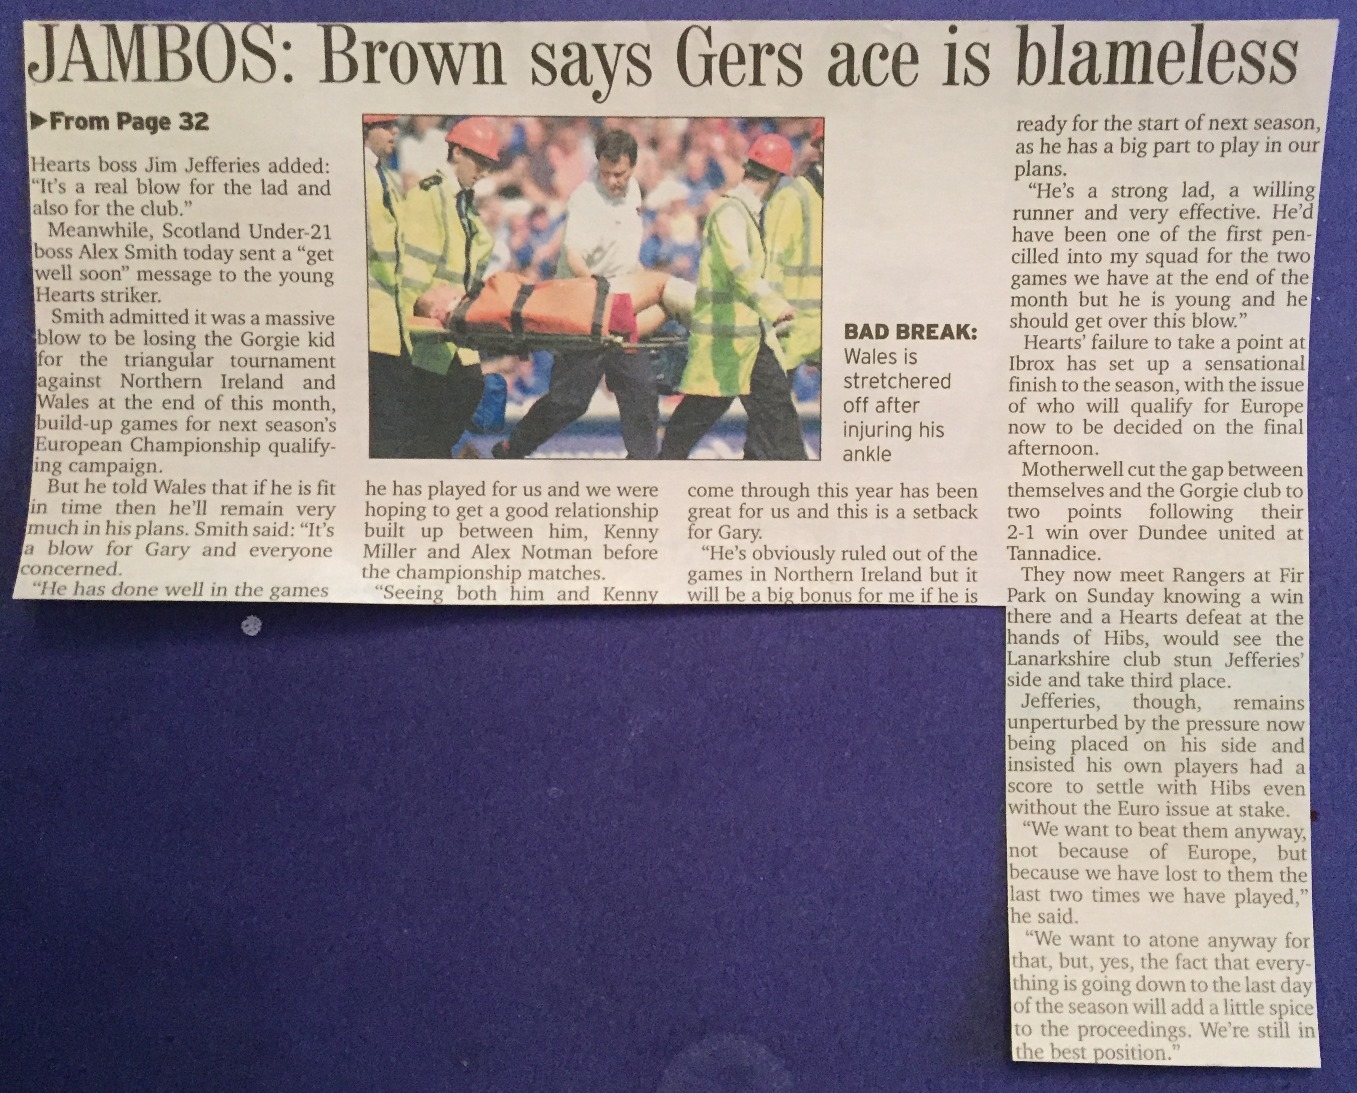 JAMBOS: Brown says Gers ace is blameless
▶From Page 32
Hearts boss Jim Jefferies added:
“It’s a real blow for the lad and
also for the club.”
Meanwhile, Scotland Under-21
boss Alex Smith today sent a “get
well soon” message to the young
Hearts striker.
Smith admitted it was a massive
blow to be losing the Gorgie kid
for the triangular tournament
against Northern Ireland and
Wales at the end of this month,
build-up games for next season’s
European Championship qualify-
ing campaign.
But he told Wales that if he is fit
in time then he’ll remain very
much in his plans. Smith said: “It’s
a blow for Gary and everyone
concerned.
“He has done well in the games
he has played for us and we were
hoping to get a good relationship
built up between him, Kenny
Miller and Alex Notman before
the championship matches.
“Seeing both him and Kenny
come through this year has been
great for us and this is a setback
for Gary.
“He’s obviously ruled out of the
games in Northern Ireland but it
will be a big bonus for me if he is
BAD BREAK:
Wales is
stretchered
off after
injuring his
ankle
ready for the start of next season,
as he has a big part to play in our
plans.
“He’s a strong lad, a willing
runner and very effective. He’d
have been one of the first pen-
cilled into my squad for the two
games we have at the end of the
month but he is young and he
should get over this blow.”
Hearts’ failure to take a point at
Ibrox has set up a sensational
finish to the season, with the issue
of who will qualify for Europe
now to be decided on the final
afternoon.
Motherwell cut the gap between
themselves and the Gorgie club to
two points following their
2-1 win over Dundee united at
Tannadice.
They now meet Rangers at Fir
Park on Sunday knowing a win
there and a Hearts defeat at the
hands of Hibs, would see the
Lanarkshire club stun Jefferies’
side and take third place.
Jefferies, though, remains
unperturbed by the pressure now
being placed on his side and
insisted his own players had a
score to settle with Hibs even
without the Euro issue at stake.
“We want to beat them anyway,
not because of Europe, but
because we have lost to them the
last two times we have played,”
he said.
“We want to atone anyway for
that, but, yes, the fact that every-
thing is going down to the last day
of the season will add a little spice
to the proceedings. We’re still in
the best position.”